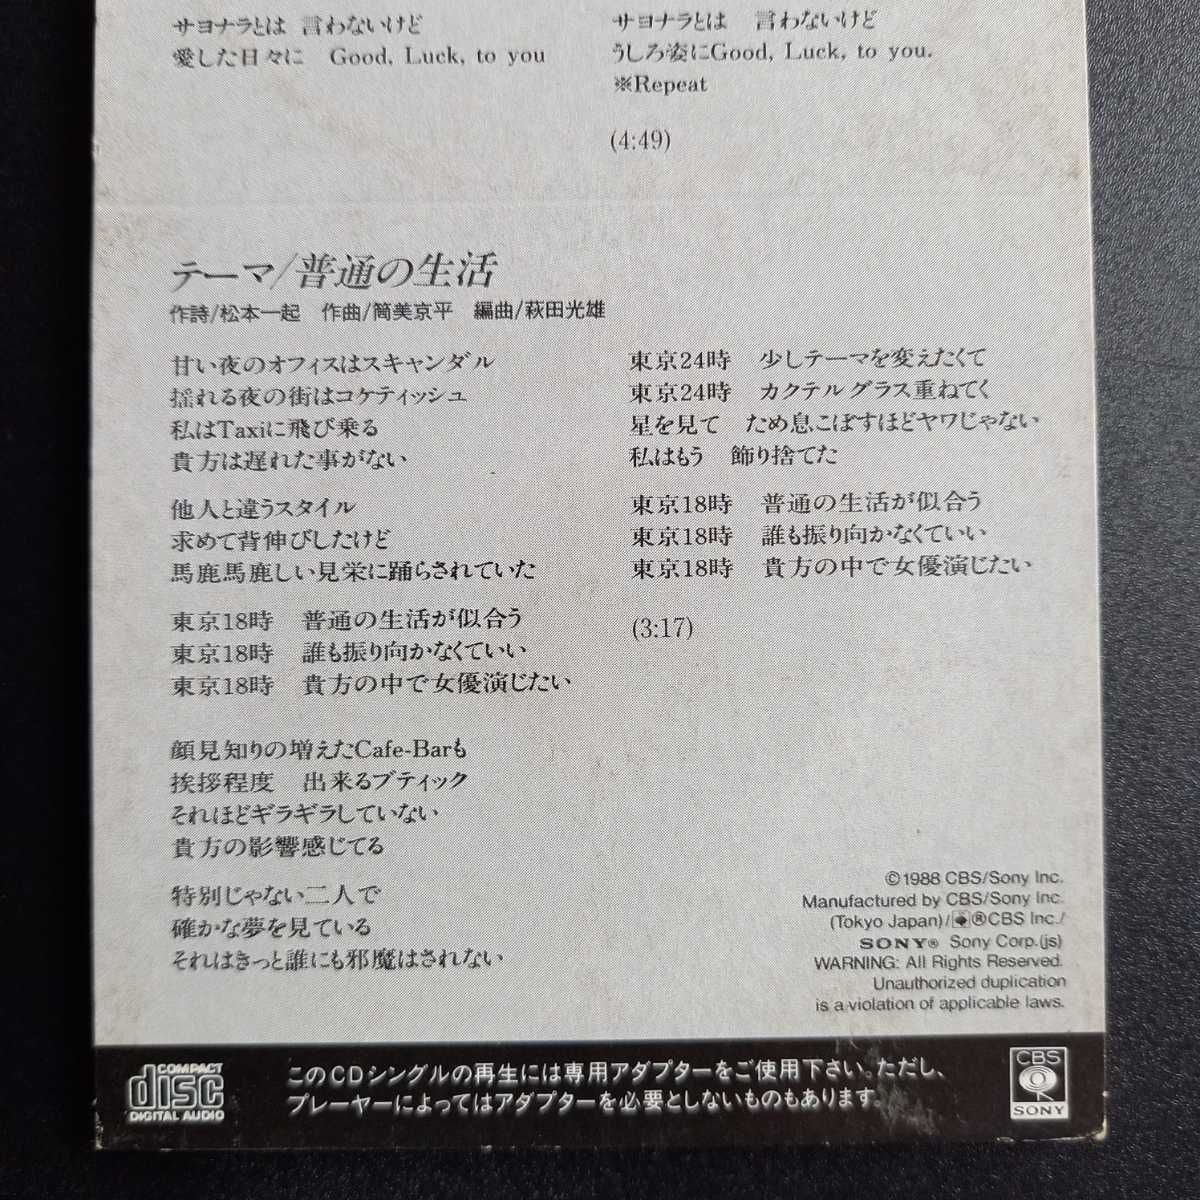 サヨナラとは 言わないけど
愛した日々に Good, Luck, to you
サヨナラとは 言わないけど
うしろ姿にGood, Luck, to you.
※Repeat
(4:49)
テーマ/普通の生活
作詩/松本一起 作曲/筒美京平 編曲/萩田光雄
甘い夜のオフィスはスキャンダル
揺れる夜の街はコケティッシュ
私はTaxiに飛び乗る
貴方は遅れた事がない
他人と違うスタイル
求めて背伸びしたけど
馬鹿馬鹿しい見栄に踊らされていた
東京18時 普通の生活が似合う
東京18時 誰も振り向かなくていい
東京18時 貴方の中で女優演じたい
顔見知りの増えたCafe-Barも
挨拶程度 出来るブティック
それほどギラギラしていない
貴方の影響感じてる
特別じゃない二人で
確かな夢を見ている
それはきっと誰にも邪魔はされない
東京24時 少しテーマを変えたくて
東京24時 カクテルグラス重ねてく
星を見て ため息こぼすほどヤワじゃない
私はもう 飾り捨てた
東京18時 普通の生活が似合う
東京18時 誰も振り向かなくていい
東京18時 貴方の中で女優演じたい
(3:17)
©1988 CBS/Sony Inc.
Manufactured by CBS/Sony Inc.
(Tokyo Japan)/®CBS Inc./
SONY® Sony Corp.(js)
WARNING: All Rights Reserved.
Unauthorized duplication
is a violation of applicable laws.
COMPACT
disc
DIGITAL AUDIO
このCDシングルの再生には専用アダプターをご使用下さい。ただし、
プレーヤーによってはアダプターを必要としないものもあります。
CBS
SONY